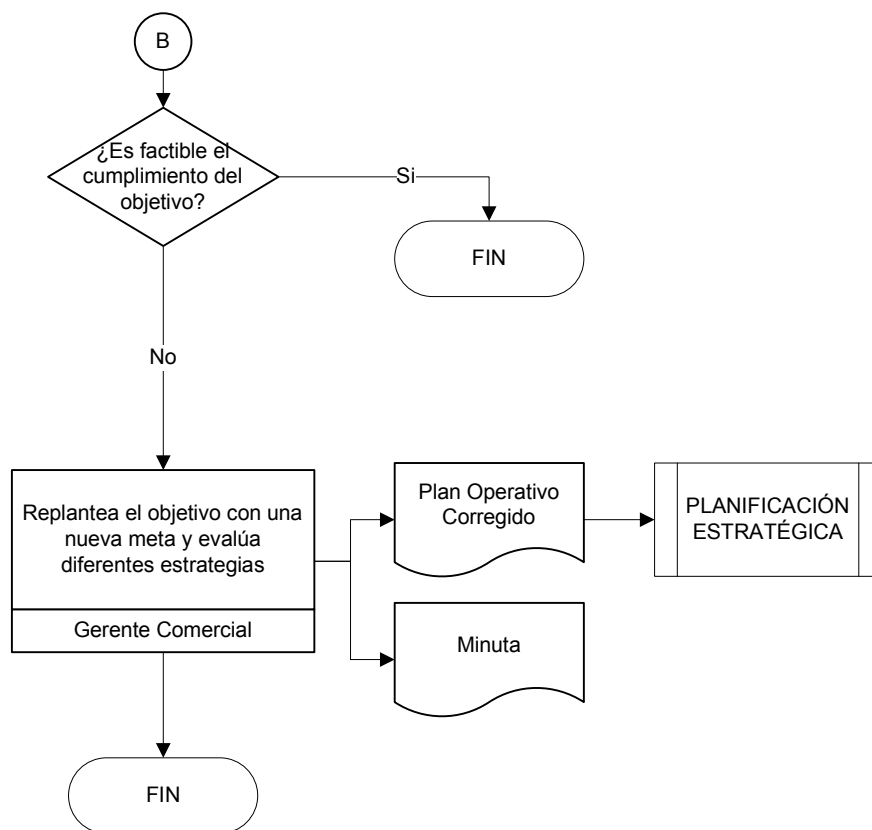 B
¿Es factible el
cumplimiento del
objetivo?
Si
FIN
No
Replantea el objetivo con una
nueva meta y evalúa
diferentes estrategias
Gerente Comercial
Plan Operativo
Corregido
PLANIFICACIÓN
ESTRATÉGICA
Minuta
FIN